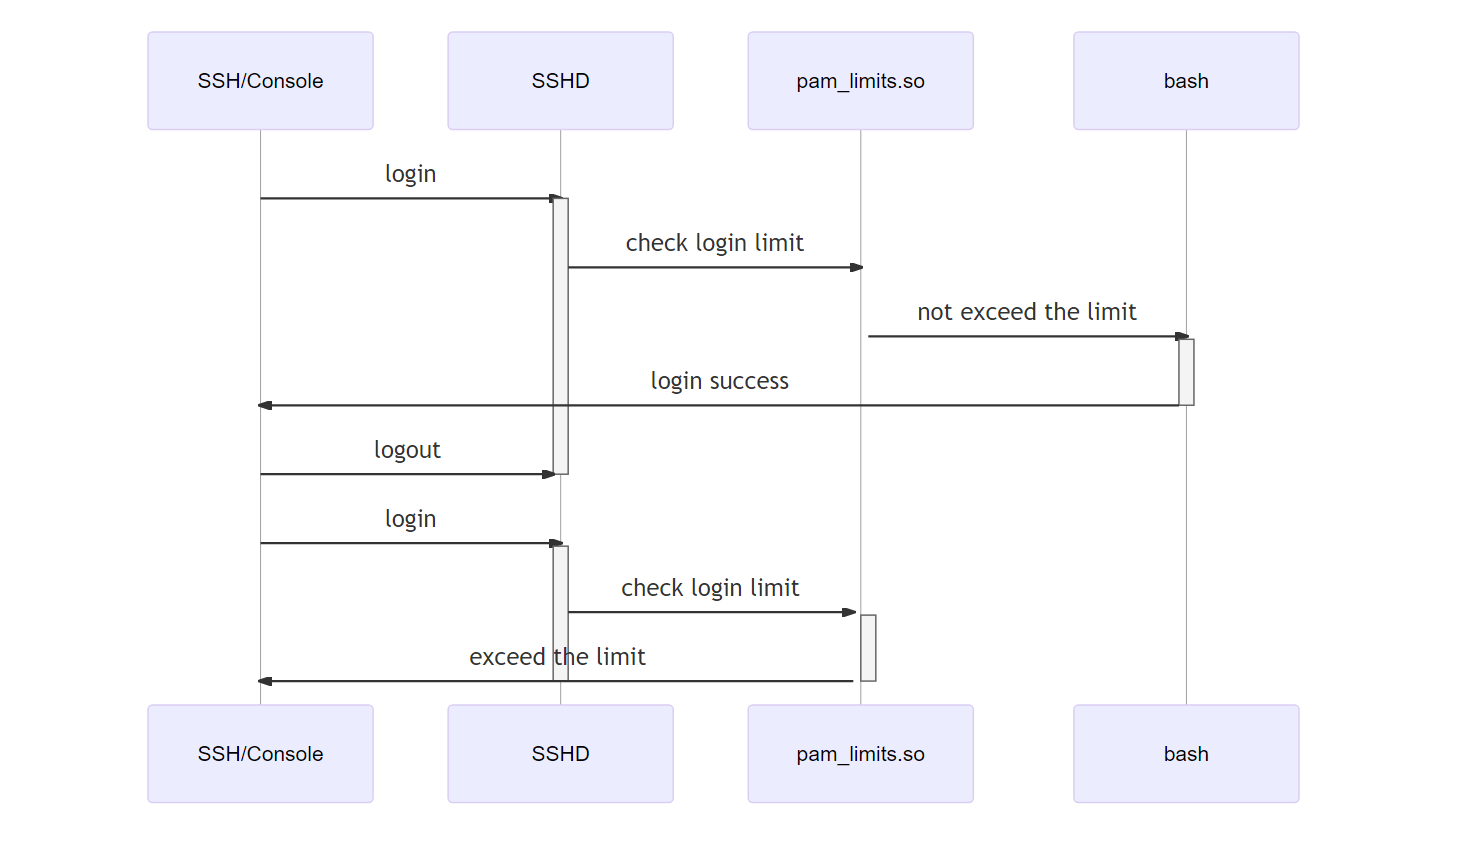 SSH/Console
SSHD
pam_limits.so
bash
login
check login limit
not exceed the limit
login success
logout
login
check login limit
exceed the limit
SSH/Console
SSHD
pam_limits.so
bash